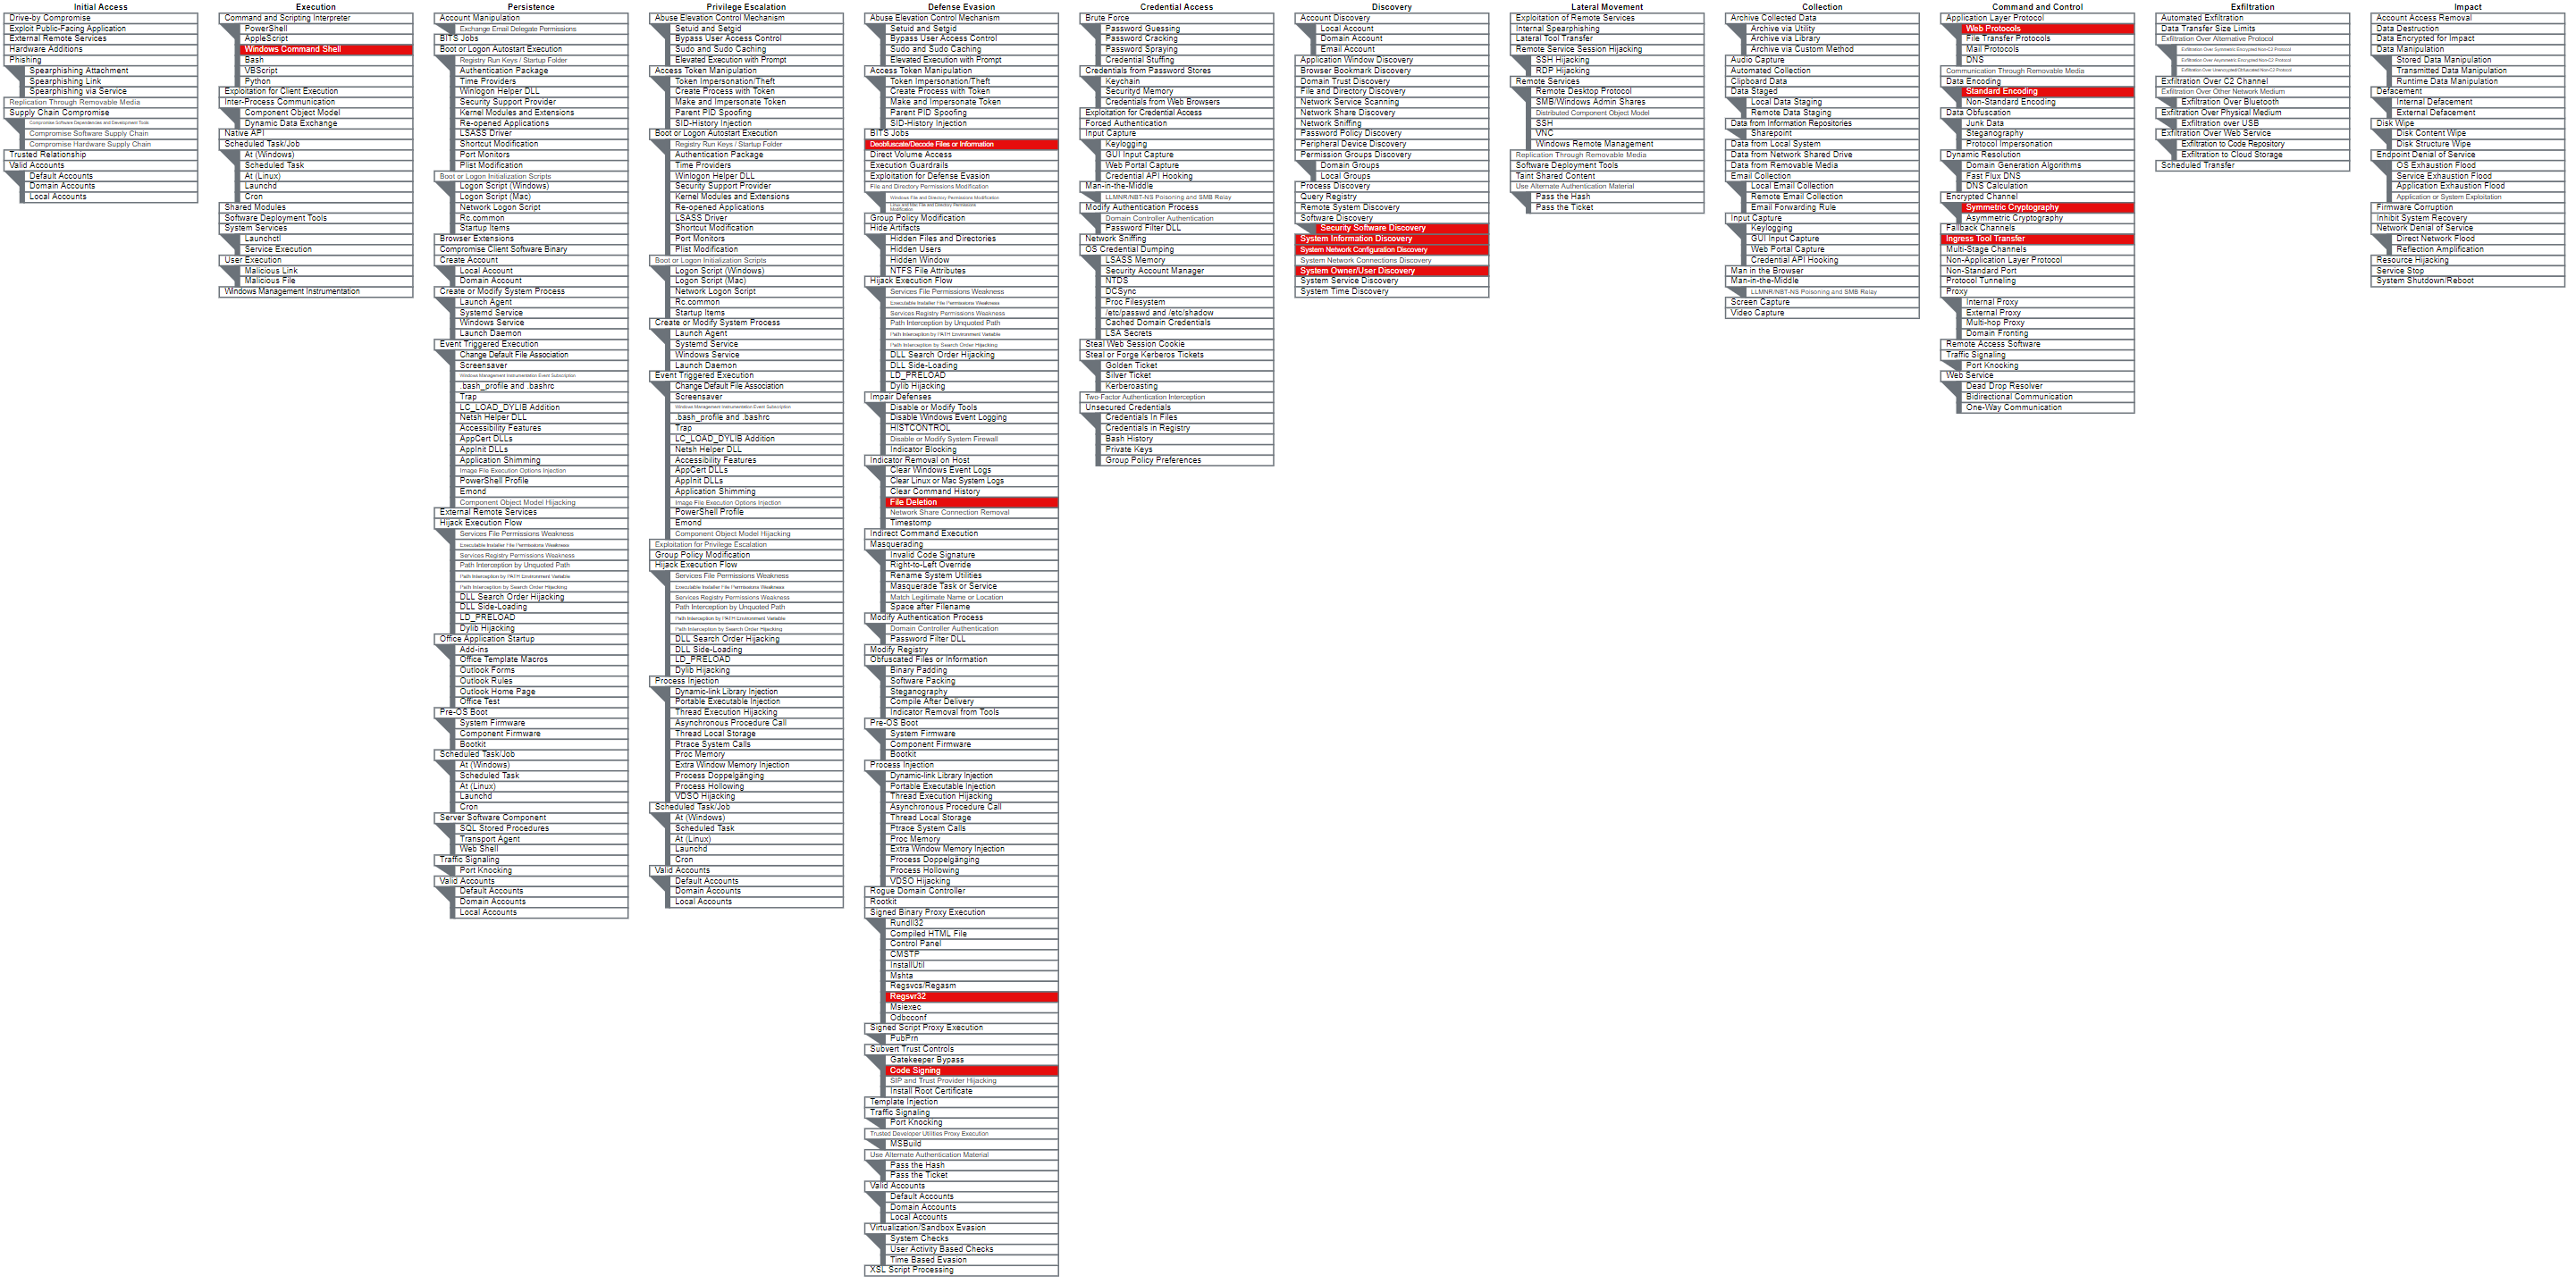 Initial Access
Drive-by Compromise
Exploit Public-Facing Application
External Remote Services
Hardware Additions
Phishing
Spearphishing Attachment
Spearphishing Link
Spearphishing via Service
Replication Through Removable Media
Supply Chain Compromise
Compromise Software Dependencies and Development Tools
Compromise Software Supply Chain
Compromise Hardware Supply Chain
Trusted Relationship
Valid Accounts
Default Accounts
Domain Accounts
Local Accounts
Execution
Command and Scripting Interpreter
PowerShell
AppleScript
Windows Command Shell
Bash
VBScript
Python
Exploitation for Client Execution
Inter-Process Communication
Component Object Model
Dynamic Data Exchange
Native API
Scheduled Task/Job
At (Windows)
Scheduled Task
At (Linux)
Launchd
Cron
Shared Modules
Software Deployment Tools
System Services
Launchctl
Service Execution
User Execution
Malicious Link
Malicious File
Windows Management Instrumentation
Persistence
Account Manipulation
Exchange Email Delegate Permissions
BITS Jobs
Boot or Logon Autostart Execution
Registry Run Keys / Startup Folder
Authentication Package
Time Providers
Winlogon Helper DLL
Security Support Provider
Kernel Modules and Extensions
Re-opened Applications
LSASS Driver
Shortcut Modification
Port Monitors
Plist Modification
Boot or Logon Initialization Scripts
Logon Script (Windows)
Logon Script (Mac)
Network Logon Script
Rc.common
Startup Items
Browser Extensions
Compromise Client Software Binary
Create Account
Local Account
Domain Account
Create or Modify System Process
Launch Agent
Systemd Service
Windows Service
Launch Daemon
Event Triggered Execution
Change Default File Association
Screensaver
Windows Management Instrumentation Event Subscription
.bash_profile and .bashrc
Trap
LC_LOAD_DYLIB Addition
Netsh Helper DLL
Accessibility Features
AppCert DLLs
AppInit DLLs
Application Shimming
Image File Execution Options Injection
PowerShell Profile
Emond
Component Object Model Hijacking
External Remote Services
Hijack Execution Flow
Services File Permissions Weakness
Executable Installer File Permissions Weakness
Services Registry Permissions Weakness
Path Interception by Unquoted Path
Path Interception by PATH Environment Variable
Path Interception by Search Order Hijacking
DLL Search Order Hijacking
DLL Side-Loading
LD_PRELOAD
Dylib Hijacking
Office Application Startup
Add-ins
Office Template Macros
Outlook Forms
Outlook Rules
Outlook Home Page
Office Test
Pre-OS Boot
System Firmware
Component Firmware
Bootkit
Scheduled Task/Job
At (Windows)
Scheduled Task
At (Linux)
Launchd
Cron
Server Software Component
SQL Stored Procedures
Transport Agent
Web Shell
Traffic Signaling
Port Knocking
Valid Accounts
Default Accounts
Domain Accounts
Local Accounts
Privilege Escalation
Abuse Elevation Control Mechanism
Setuid and Setgid
Bypass User Access Control
Sudo and Sudo Caching
Elevated Execution with Prompt
Access Token Manipulation
Token Impersonation/Theft
Create Process with Token
Make and Impersonate Token
Parent PID Spoofing
SID-History Injection
Boot or Logon Autostart Execution
Registry Run Keys / Startup Folder
Authentication Package
Time Providers
Winlogon Helper DLL
Security Support Provider
Kernel Modules and Extensions
Re-opened Applications
LSASS Driver
Shortcut Modification
Port Monitors
Plist Modification
Boot or Logon Initialization Scripts
Logon Script (Windows)
Logon Script (Mac)
Network Logon Script
Rc.common
Startup Items
Create or Modify System Process
Launch Agent
Systemd Service
Windows Service
Launch Daemon
Event Triggered Execution
Change Default File Association
Screensaver
Windows Management Instrumentation Event Subscription
.bash_profile and .bashrc
Trap
LC_LOAD_DYLIB Addition
Netsh Helper DLL
Accessibility Features
AppCert DLLs
AppInit DLLs
Application Shimming
Image File Execution Options Injection
PowerShell Profile
Emond
Component Object Model Hijacking
Exploitation for Privilege Escalation
Group Policy Modification
Hijack Execution Flow
Services File Permissions Weakness
Executable Installer File Permissions Weakness
Services Registry Permissions Weakness
Path Interception by Unquoted Path
Path Interception by PATH Environment Variable
Path Interception by Search Order Hijacking
DLL Search Order Hijacking
DLL Side-Loading
LD_PRELOAD
Dylib Hijacking
Process Injection
Dynamic-link Library Injection
Portable Executable Injection
Thread Execution Hijacking
Asynchronous Procedure Call
Thread Local Storage
Ptrace System Calls
Proc Memory
Extra Window Memory Injection
Process Doppelgänging
Process Hollowing
VDSO Hijacking
Scheduled Task/Job
At (Windows)
Scheduled Task
At (Linux)
Launchd
Cron
Valid Accounts
Default Accounts
Domain Accounts
Local Accounts
Defense Evasion
Abuse Elevation Control Mechanism
Setuid and Setgid
Bypass User Access Control
Sudo and Sudo Caching
Elevated Execution with Prompt
Access Token Manipulation
Token Impersonation/Theft
Create Process with Token
Make and Impersonate Token
Parent PID Spoofing
SID-History Injection
BITS Jobs
Deobfuscate/Decode Files or Information
Direct Volume Access
Execution Guardrails
Exploitation for Defense Evasion
File and Directory Permissions Modification
Windows File and Directory Permissions Modification
Linux and Mac File and Directory Permissions
Modification
Group Policy Modification
Hide Artifacts
Hidden Files and Directories
Hidden Users
Hidden Window
NTFS File Attributes
Hijack Execution Flow
Services File Permissions Weakness
Executable Installer File Permissions Weakness
Services Registry Permissions Weakness
Path Interception by Unquoted Path
Path Interception by PATH Environment Variable
Path Interception by Search Order Hijacking
DLL Search Order Hijacking
DLL Side-Loading
LD_PRELOAD
Dylib Hijacking
Impair Defenses
Disable or Modify Tools
Disable Windows Event Logging
HISTCONTROL
Disable or Modify System Firewall
Indicator Blocking
Indicator Removal on Host
Clear Windows Event Logs
Clear Linux or Mac System Logs
Clear Command History
File Deletion
Network Share Connection Removal
Timestomp
Indirect Command Execution
Masquerading
Invalid Code Signature
Right-to-Left Override
Rename System Utilities
Masquerade Task or Service
Match Legitimate Name or Location
Space after Filename
Modify Authentication Process
Domain Controller Authentication
Password Filter DLL
Modify Registry
Obfuscated Files or Information
Binary Padding
Software Packing
Steganography
Compile After Delivery
Indicator Removal from Tools
Pre-OS Boot
System Firmware
Component Firmware
Bootkit
Process Injection
Dynamic-link Library Injection
Portable Executable Injection
Thread Execution Hijacking
Asynchronous Procedure Call
Thread Local Storage
Ptrace System Calls
Proc Memory
Extra Window Memory Injection
Process Doppelgänging
Process Hollowing
VDSO Hijacking
Rogue Domain Controller
Rootkit
Signed Binary Proxy Execution
Rundll32
Compiled HTML File
Control Panel
CMSTP
InstallUtil
Mshta
Regsvcs/Regasm
Regsvr32
Msiexec
Odbcconf
Signed Script Proxy Execution
PubPrn
Subvert Trust Controls
Gatekeeper Bypass
Code Signing
SIP and Trust Provider Hijacking
Install Root Certificate
Template Injection
Traffic Signaling
Port Knocking
Trusted Developer Utilities Proxy Execution
MSBuild
Use Alternate Authentication Material
Pass the Hash
Pass the Ticket
Valid Accounts
Default Accounts
Domain Accounts
Local Accounts
Virtualization/Sandbox Evasion
System Checks
User Activity Based Checks
Time Based Evasion
XSL Script Processing
Credential Access
Brute Force
Password Guessing
Password Cracking
Password Spraying
Credential Stuffing
Credentials from Password Stores
Keychain
Securityd Memory
Credentials from Web Browsers
Exploitation for Credential Access
Forced Authentication
Input Capture
Keylogging
GUI Input Capture
Web Portal Capture
Credential API Hooking
Man-in-the-Middle
LLMNR/NBT-NS Poisoning and SMB Relay
Modify Authentication Process
Domain Controller Authentication
Password Filter DLL
Network Sniffing
OS Credential Dumping
LSASS Memory
Security Account Manager
NTDS
DCSync
Proc Filesystem
/etc/passwd and /etc/shadow
Cached Domain Credentials
LSA Secrets
Steal Web Session Cookie
Steal or Forge Kerberos Tickets
Golden Ticket
Silver Ticket
Kerberoasting
Two-Factor Authentication Interception
Unsecured Credentials
Credentials In Files
Credentials in Registry
Bash History
Private Keys
Group Policy Preferences
Discovery
Account Discovery
Local Account
Domain Account
Email Account
Application Window Discovery
Browser Bookmark Discovery
Domain Trust Discovery
File and Directory Discovery
Network Service Scanning
Network Share Discovery
Network Sniffing
Password Policy Discovery
Peripheral Device Discovery
Permission Groups Discovery
Domain Groups
Local Groups
Process Discovery
Query Registry
Remote System Discovery
Software Discovery
Security Software Discovery
System Information Discovery
System Network Configuration Discovery
System Network Connections Discovery
System Owner/User Discovery
System Service Discovery
System Time Discovery
Lateral Movement
Exploitation of Remote Services
Internal Spearphishing
Lateral Tool Transfer
Remote Service Session Hijacking
SSH Hijacking
RDP Hijacking
Remote Services
Remote Desktop Protocol
SMB/Windows Admin Shares
Distributed Component Object Model
SSH
VNC
Windows Remote Management
Replication Through Removable Media
Software Deployment Tools
Taint Shared Content
Use Alternate Authentication Material
Pass the Hash
Pass the Ticket
Collection
Archive Collected Data
Archive via Utility
Archive via Library
Archive via Custom Method
Audio Capture
Automated Collection
Clipboard Data
Data Staged
Local Data Staging
Remote Data Staging
Data from Information Repositories
Sharepoint
Data from Local System
Data from Network Shared Drive
Data from Removable Media
Email Collection
Local Email Collection
Remote Email Collection
Email Forwarding Rule
Input Capture
Keylogging
GUI Input Capture
Web Portal Capture
Credential API Hooking
Man in the Browser
Man-in-the-Middle
LLMNR/NBT-NS Poisoning and SMB Relay
Screen Capture
Video Capture
Command and Control
Application Layer Protocol
Web Protocols
File Transfer Protocols
Mail Protocols
DNS
Communication Through Removable Media
Data Encoding
Standard Encoding
Non-Standard Encoding
Data Obfuscation
Junk Data
Steganography
Protocol Impersonation
Dynamic Resolution
Domain Generation Algorithms
Fast Flux DNS
DNS Calculation
Encrypted Channel
Symmetric Cryptography
Asymmetric Cryptography
Fallback Channels
Ingress Tool Transfer
Multi-Stage Channels
Non-Application Layer Protocol
Non-Standard Port
Protocol Tunneling
Proxy
Internal Proxy
External Proxy
Multi-hop Proxy
Domain Fronting
Remote Access Software
Traffic Signaling
Port Knocking
Web Service
Dead Drop Resolver
Bidirectional Communication
One-Way Communication
Exfiltration
Automated Exfiltration
Data Transfer Size Limits
Exfiltration Over Alternative Protocol
Exfiltration Over Symmetric Encrypted Non-C2 Protocol
Exfiltration Over Asymmetric Encrypted Non-C2 Protocol
Exfiltration Over Unencrypted/Obfuscated Non-C2 Protocol
Exfiltration Over C2 Channel
Exfiltration Over Other Network Medium
Exfiltration Over Bluetooth
Exfiltration Over Physical Medium
Exfiltration over USB
Exfiltration Over Web Service
Exfiltration to Code Repository
Exfiltration to Cloud Storage
Scheduled Transfer
Impact
Account Access Removal
Data Destruction
Data Encrypted for Impact
Data Manipulation
Stored Data Manipulation
Transmitted Data Manipulation
Runtime Data Manipulation
Defacement
Internal Defacement
External Defacement
Disk Wipe
Disk Content Wipe
Disk Structure Wipe
Endpoint Denial of Service
OS Exhaustion Flood
Service Exhaustion Flood
Application Exhaustion Flood
Application or System Exploitation
Firmware Corruption
Inhibit System Recovery
Network Denial of Service
Direct Network Flood
Reflection Amplification
Resource Hijacking
Service Stop
System Shutdown/Reboot